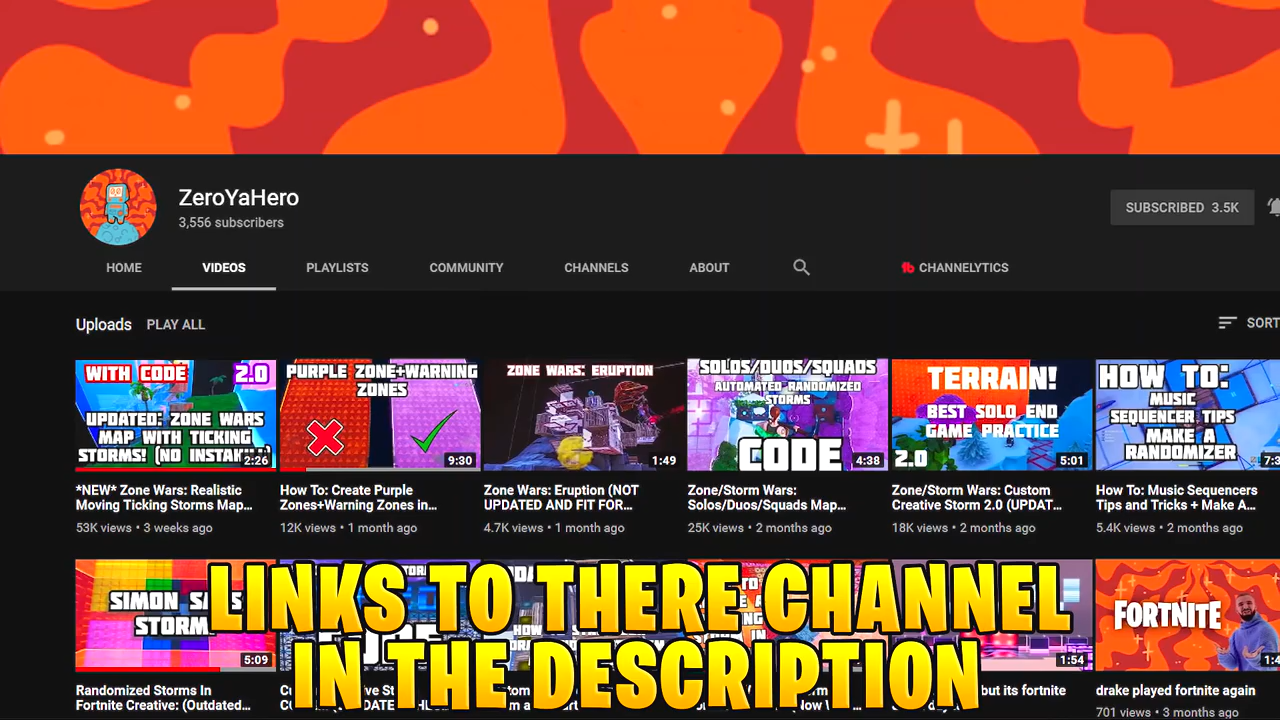 ZeroYaHero
3,556 subscribers
SUBSCRIBED 3.5K
HOME VIDEOS PLAYLISTS COMMUNITY CHANNELS ABOUT CHANNELYTICS
Uploads PLAY ALL
SORT
WITH CODE 2.0
UPDATED: ZONE WARS
MAP WITH TICKING
STORMS! (NO
2:26
PURPLE ZONE+WARNING
ZONES
9:30
ZONE WARS: ERUPTION
1:49
SOLOS/DUOS/SQUADS
AUTOMATED RANDOMIZED
STORMS
CODE
4:38
TERRAIN!
BEST SOLO END
GAME PRACTICE
2.0
5:01
HOW TO:
MUSIC
SEQUENCER TIPS
MAKE A
RANDOMIZER
*NEW* Zone Wars: Realistic
Moving Ticking Storms Map...
53K views • 3 weeks ago
How To: Create Purple
Zones+Warning Zones in...
12K views • 1 month ago
Zone Wars: Eruption (NOT
UPDATED AND FIT FOR...
4.7K views • 1 month ago
Zone/Storm Wars:
Solos/Duos/Squads Map...
25K views • 2 months ago
Zone/Storm Wars: Custom
Creative Storm 2.0 (UPDAT...
18K views • 2 months ago
How To: Music Sequencers
Tips and Tricks + Make A...
5.4K views • 2 months ago
SIMON SAYS
STORM
5:09
1:54
FORTNITE
LINKS TO THERE CHANNEL
IN THE DESCRIPTION
Randomized Storms In
Fortnite Creative: (Outdated...
but its fortnite
drake played fortnite again
701 views • 3 months ago